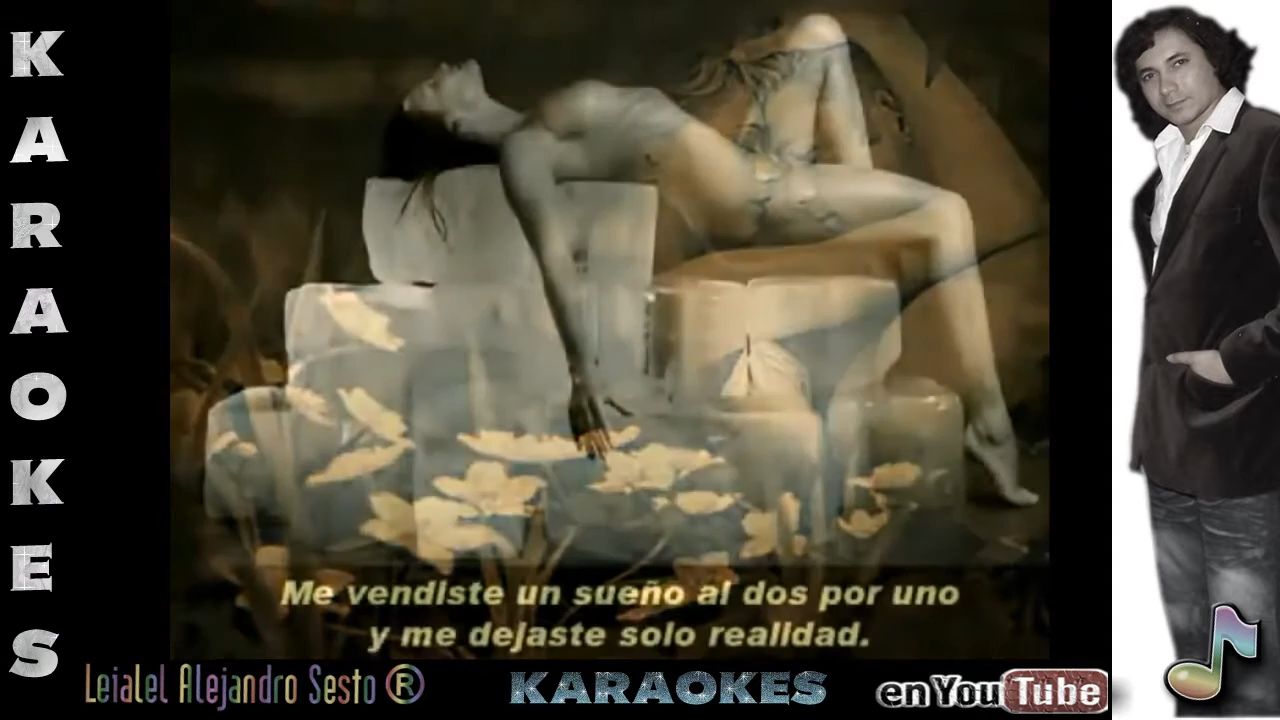 KARAOKES
Me vendiste un sueño al dos por uno
y me dejaste solo realidad.
Leialel Alejandro Sesto ®
KARAOKES
en YouTube